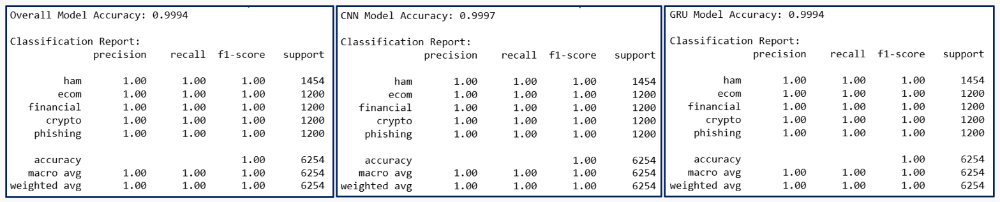 Overall Model Accuracy: 0.9994
Classification Report:
precision recall f1-score support
ham 1.00 1.00 1.00 1454
ecom 1.00 1.00 1.00 1200
financial 1.00 1.00 1.00 1200
crypto 1.00 1.00 1.00 1200
phishing 1.00 1.00 1.00 1200
accuracy 1.00 6254
macro avg 1.00 1.00 1.00 6254
weighted avg 1.00 1.00 1.00 6254
CNN Model Accuracy: 0.9997
Classification Report:
precision recall f1-score support
ham 1.00 1.00 1.00 1454
ecom 1.00 1.00 1.00 1200
financial 1.00 1.00 1.00 1200
crypto 1.00 1.00 1.00 1200
phishing 1.00 1.00 1.00 1200
accuracy 1.00 6254
macro avg 1.00 1.00 1.00 6254
weighted avg 1.00 1.00 1.00 6254
GRU Model Accuracy: 0.9994
Classification Report:
precision recall f1-score support
ham 1.00 1.00 1.00 1454
ecom 1.00 1.00 1.00 1200
financial 1.00 1.00 1.00 1200
crypto 1.00 1.00 1.00 1200
phishing 1.00 1.00 1.00 1200
accuracy 1.00 6254
macro avg 1.00 1.00 1.00 6254
weighted avg 1.00 1.00 1.00 6254